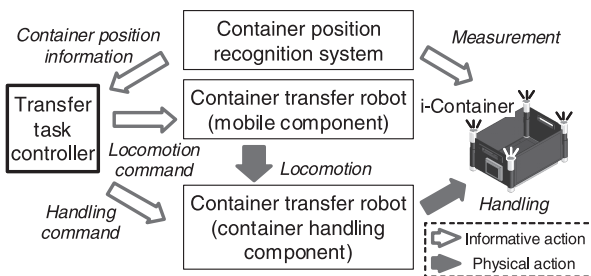 Container position
information
Container position
recognition system
Measurement
Transfer
task
controller
Container transfer robot
(mobile component)
i-Container
Locomotion
command
Locomotion
Handling
command
Container transfer robot
(container handling
component)
Handling
Informative action
Physical action